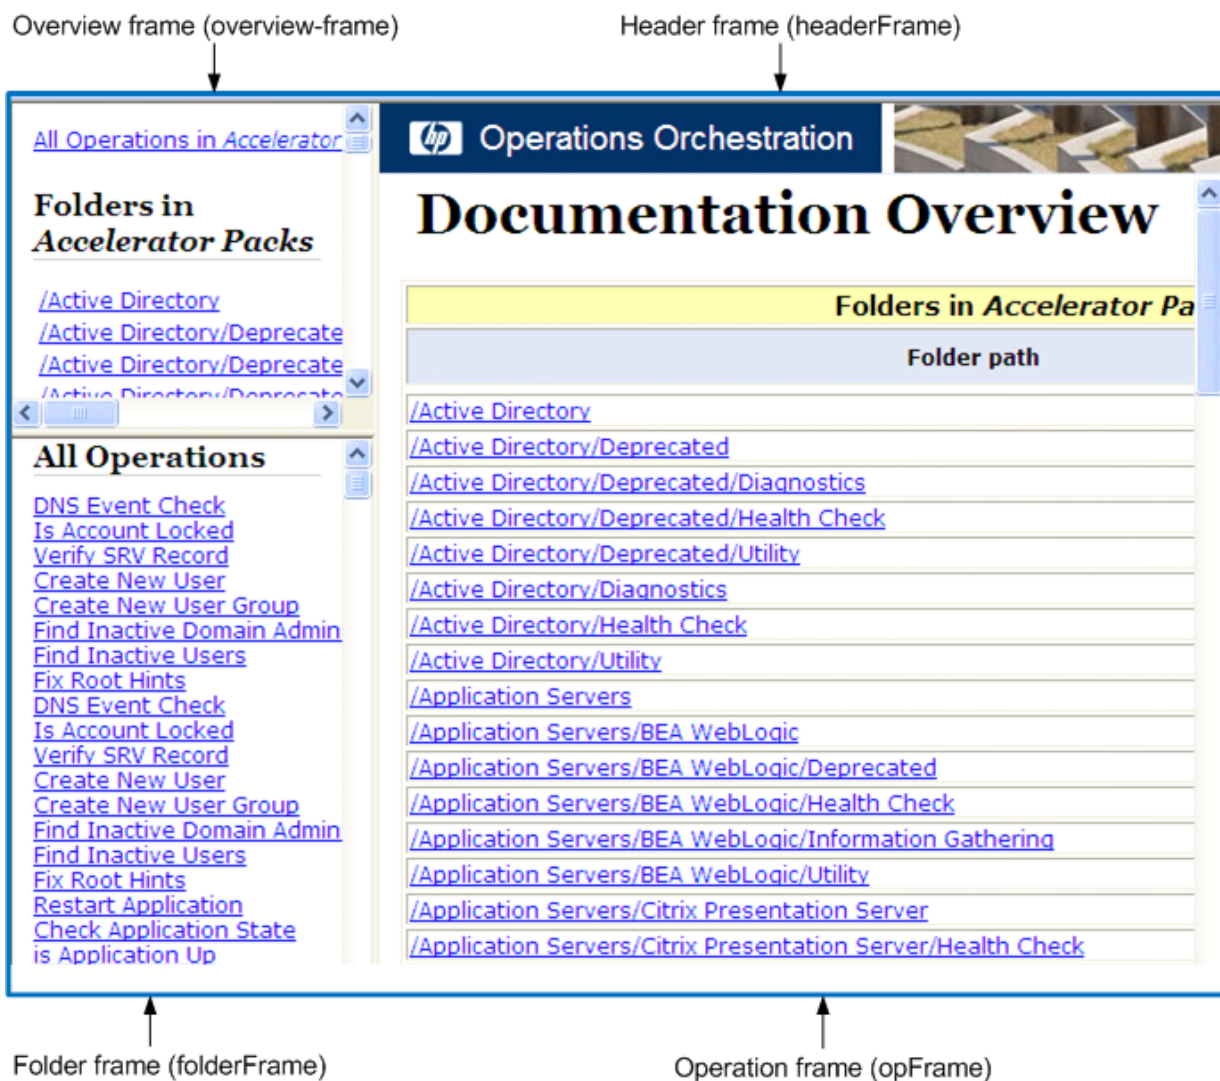 Overview frame (overview-frame)
Header frame (headerFrame)
All Operations in Accelerator
Folders in
Accelerator Packs
/Active Directory
/Active Directory/Deprecate
/Active Directory/Deprecate
/Active Directory/Deprecate
All Operations
DNS Event Check
Is Account Locked
Verify SRV Record
Create New User
Create New User Group
Find Inactive Domain Admin
Find Inactive Users
Fix Root Hints
DNS Event Check
Is Account Locked
Verify SRV Record
Create New User
Create New User Group
Find Inactive Domain Admin
Find Inactive Users
Fix Root Hints
Restart Application
Check Application State
is Application Up
hp Operations Orchestration
Documentation Overview
Folders in Accelerator Pa
Folder path
/Active Directory
/Active Directory/Deprecated
/Active Directory/Deprecated/Diagnostics
/Active Directory/Deprecated/Health Check
/Active Directory/Deprecated/Utility
/Active Directory/Diagnostics
/Active Directory/Health Check
/Active Directory/Utility
/Application Servers
/Application Servers/BEA WebLogic
/Application Servers/BEA WebLogic/Deprecated
/Application Servers/BEA WebLogic/Health Check
/Application Servers/BEA WebLogic/Information Gathering
/Application Servers/BEA WebLogic/Utility
/Application Servers/Citrix Presentation Server
/Application Servers/Citrix Presentation Server/Health Check
Folder frame (folderFrame)
Operation frame (opFrame)